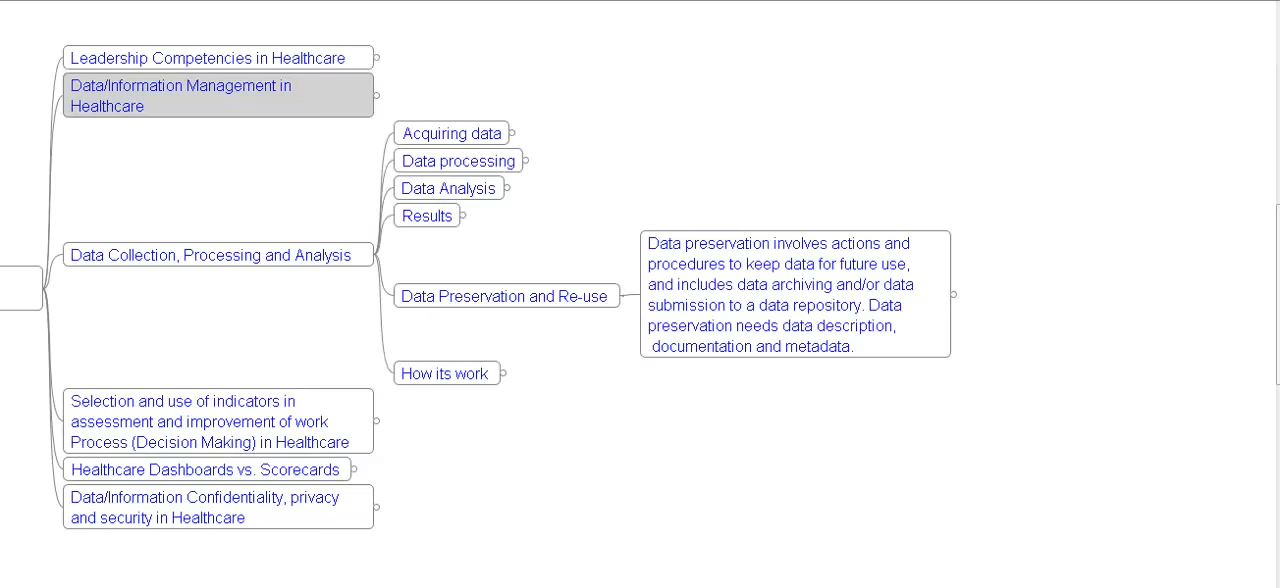 Leadership Competencies in Healthcare
Data/Information Management in
Healthcare
Acquiring data
Data processing
Data Analysis
Results
Data Collection, Processing and Analysis
Data Preservation and Re-use
Data preservation involves actions and
procedures to keep data for future use,
and includes data archiving and/or data
submission to a data repository. Data
preservation needs data description,
documentation and metadata.
How its work
Selection and use of indicators in
assessment and improvement of work
Process (Decision Making) in Healthcare
Healthcare Dashboards vs. Scorecards
Data/Information Confidentiality, privacy
and security in Healthcare